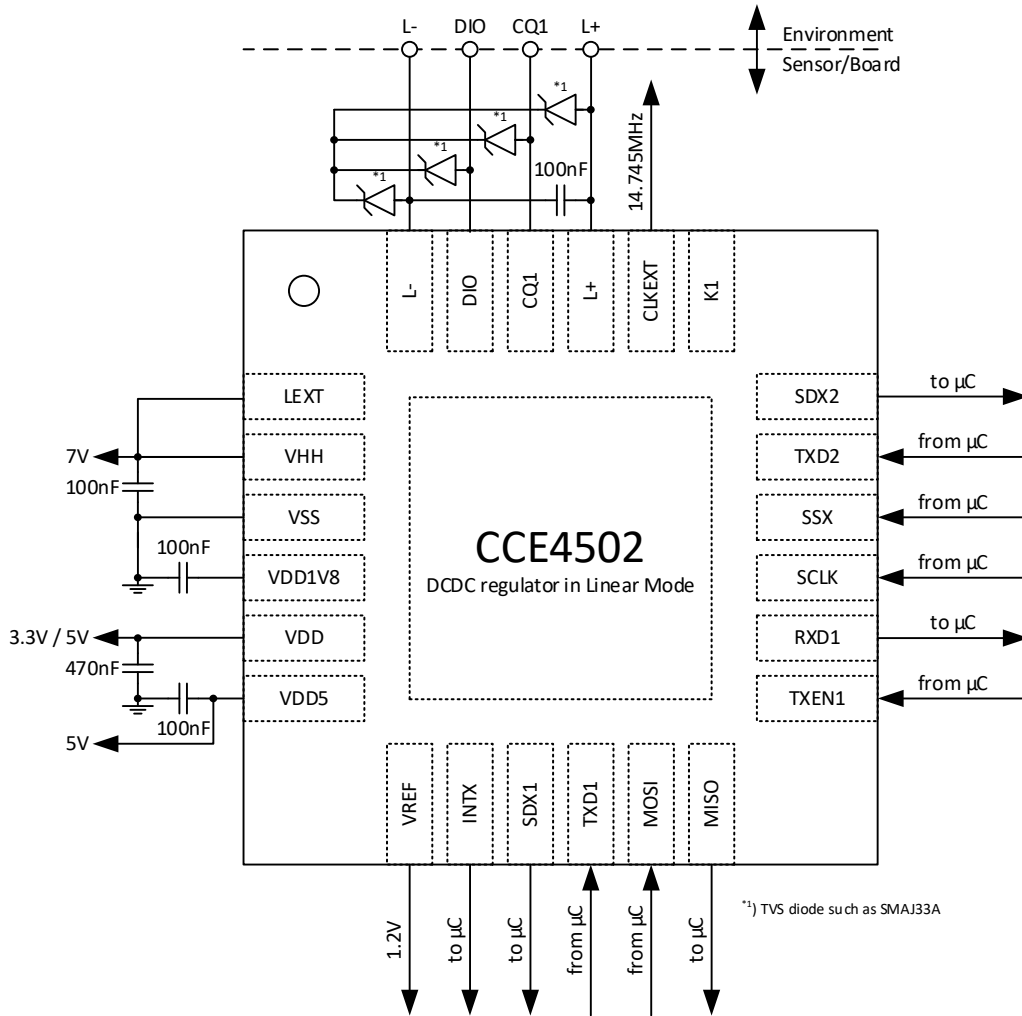 L-
DIO
CQ1
L+
Environment
Sensor/Board
*1
*1
*1
*1
100nF
14.745MHz
L-
DIO
CQ1
L+
CLKEXT
K1
LEXT
VHH
VSS
VDD1V8
VDD
VDD5
7V
100nF
100nF
3.3V / 5V
470nF
100nF
5V
CCE4502
DCDC regulator in Linear Mode
SDX2
TXD2
SSX
SCLK
RXD1
TXEN1
to µC
from µC
from µC
from µC
to µC
from µC
VREF
INTX
SDX1
TXD1
MOSI
MISO
1.2V
to µC
to µC
from µC
from µC
to µC
*1) TVS diode such as SMAJ33A